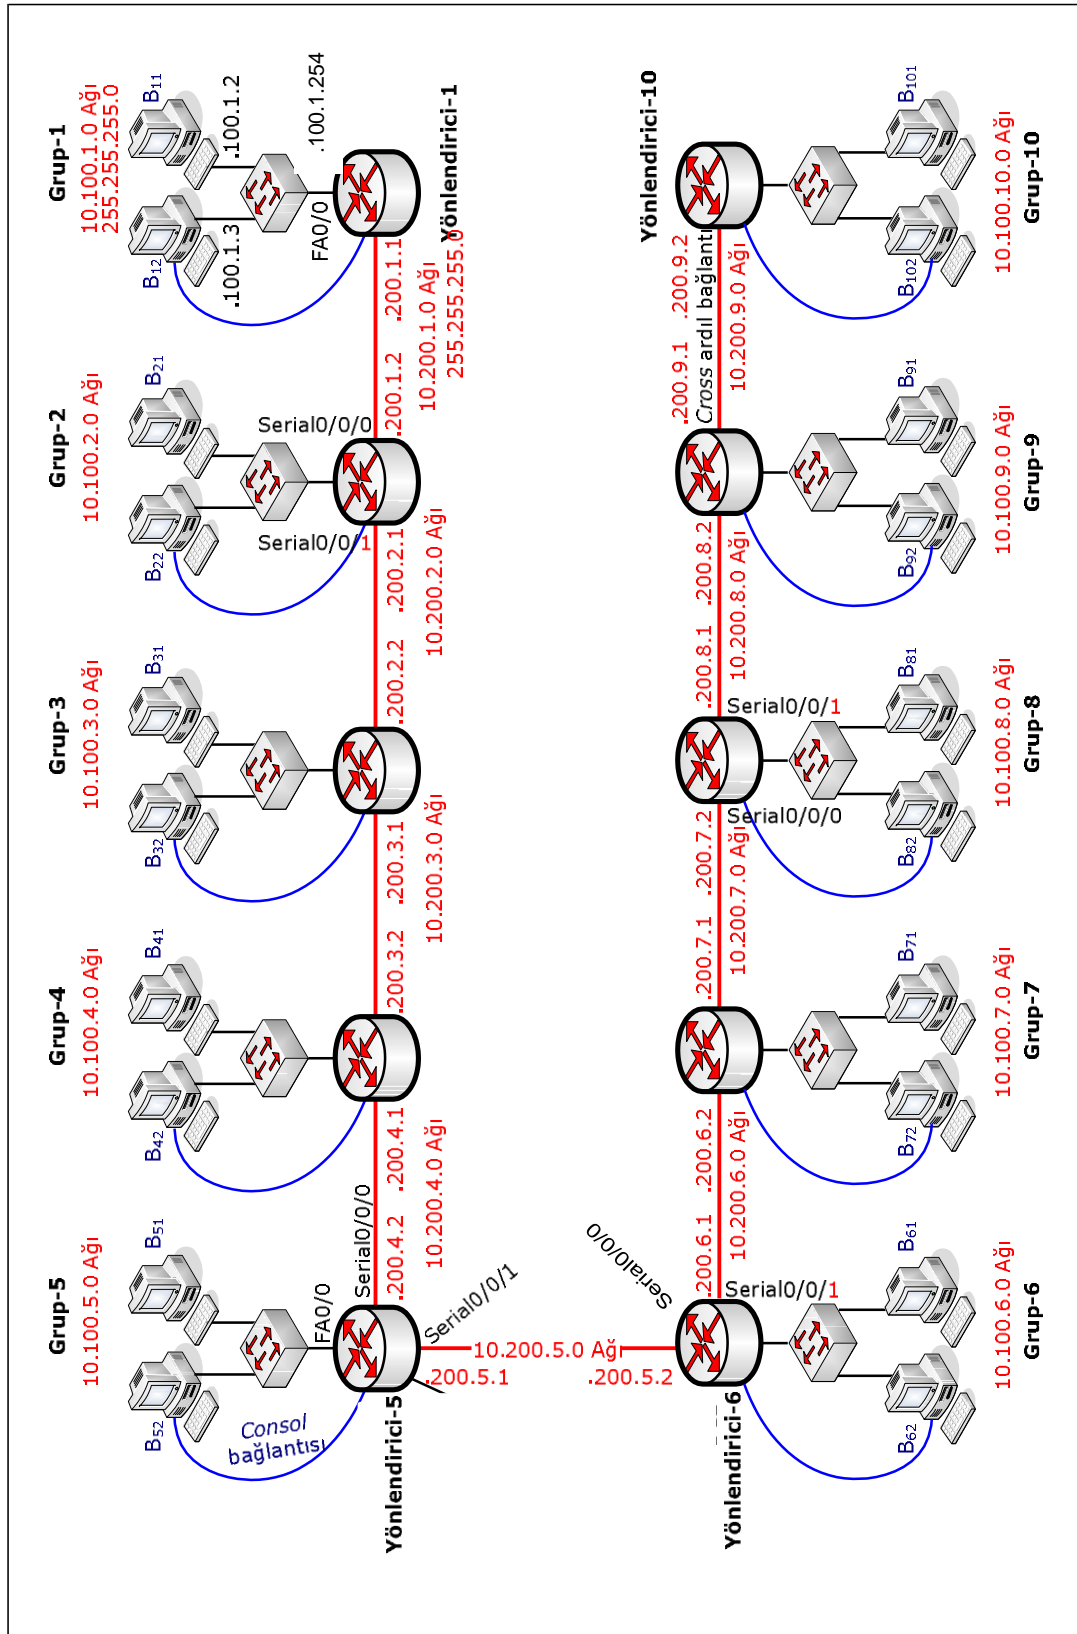 Grup-1
10.100.1.0 Ağı
255.255.255.0
B11
B12
.100.1.2
.100.1.3
.100.1.254
FA0/0
Yönlendirici-1
.200.1.1
.200.1.2
10.200.1.0 Ağı
255.255.255.0
Grup-2
10.100.2.0 Ağı
B21
B22
Serial0/0/0
Serial0/0/1
.200.2.1
.200.2.2
10.200.2.0 Ağı
Grup-3
10.100.3.0 Ağı
B31
B32
.200.3.1
.200.3.2
10.200.3.0 Ağı
Grup-4
10.100.4.0 Ağı
B41
B42
.200.4.1
.200.4.2
10.200.4.0 Ağı
Grup-5
10.100.5.0 Ağı
B51
B52
FA0/0
Serial0/0/0
Serial0/0/1
Consol
bağlantısı
Yönlendirici-5
.200.5.1
10.200.5.0 Ağı
.200.5.2
Yönlendirici-6
Serial0/0/0
Serial0/0/1
.200.6.1
.200.6.2
10.200.6.0 Ağı
B61
B62
10.100.6.0 Ağı
Grup-6
.200.7.1
.200.7.2
10.200.7.0 Ağı
B71
B72
10.100.7.0 Ağı
Grup-7
Serial0/0/0
Serial0/0/1
.200.8.1
.200.8.2
10.200.8.0 Ağı
B81
B82
10.100.8.0 Ağı
Grup-8
.200.9.1
.200.9.2
Cross ardıl bağlantı
10.200.9.0 Ağı
B91
B92
10.100.9.0 Ağı
Grup-9
Yönlendirici-10
B101
B102
10.100.10.0 Ağı
Grup-10